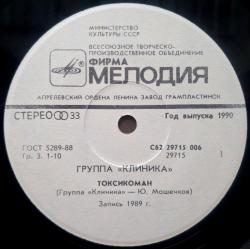 МИНИСТЕРСТВО
КУЛЬТУРЫ СССР
ВСЕСОЮЗНОЕ ТВОРЧЕСКО-
ПРОИЗВОДСТВЕННОЕ ОБЪЕДИНЕНИЕ
ФИРМА
МЕЛОДИЯ
АПРЕЛЕВСКИЙ ОРДЕНА ЛЕНИНА ЗАВОД ГРАМПЛАСТИНОК
СТЕРЕО 33
Год выпуска 1990
ГОСТ 5289-88
С62 29715 006
Гр. 3. 1-10
29715
1
ГРУППА «КЛИНИКА»
ТОКСИКОМАН
(Группа «Клиника» — Ю. Мошечков)
Запись 1989 г.